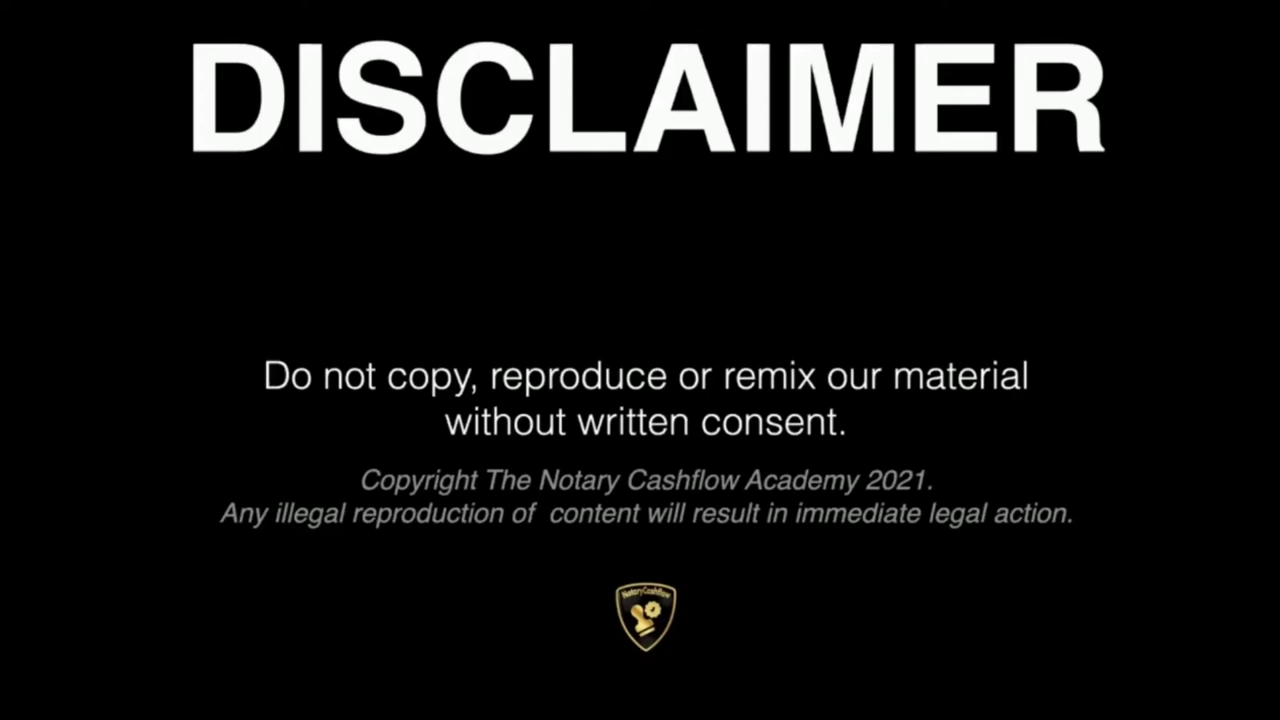 DISCLAIMER
Do not copy, reproduce or remix our material
without written consent.
Copyright The Notary Cashflow Academy 2021.
Any illegal reproduction of content will result in immediate legal action.
NotaryCashflow